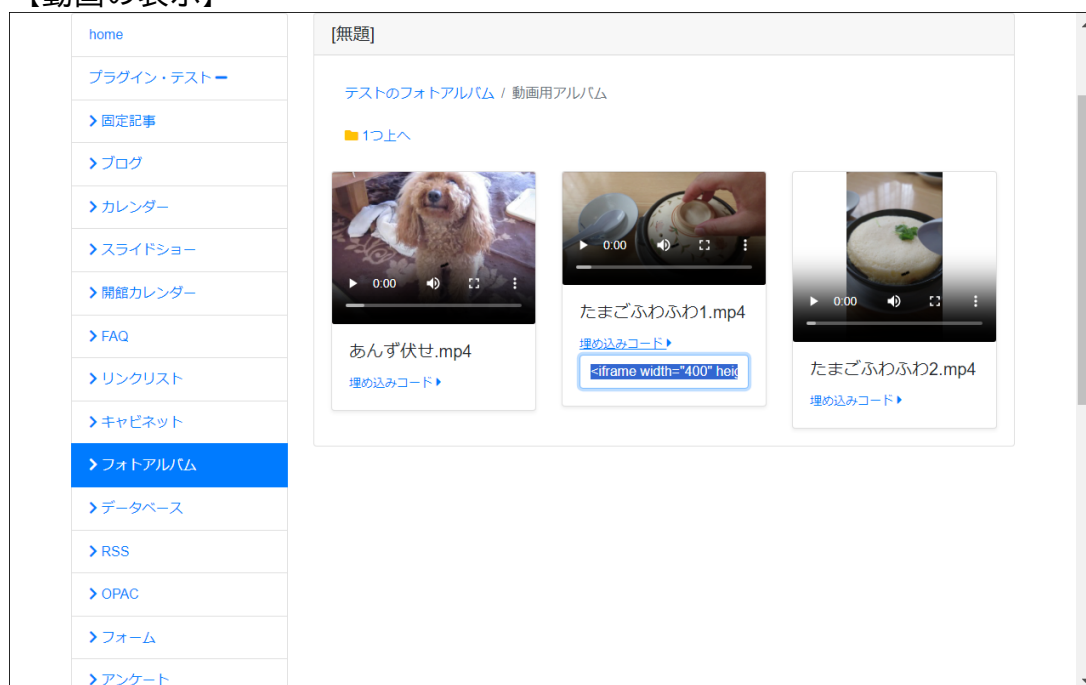 【動画の表示】
home
プラグイン・テスト
固定記事
ブログ
カレンダー
スライドショー
開館カレンダー
FAQ
リンクリスト
キャビネット
フォトアルバム
データベース
RSS
OPAC
フォーム
アンケート
[無題]
テストのフォトアルバム / 動画用アルバム
1つ上へ
0:00
あんず伏せ.mp4
埋め込みコード
0:00
たまごふわふわ1.mp4
埋め込みコード
<iframe width="400" heig
0:00
たまごふわふわ2.mp4
埋め込みコード